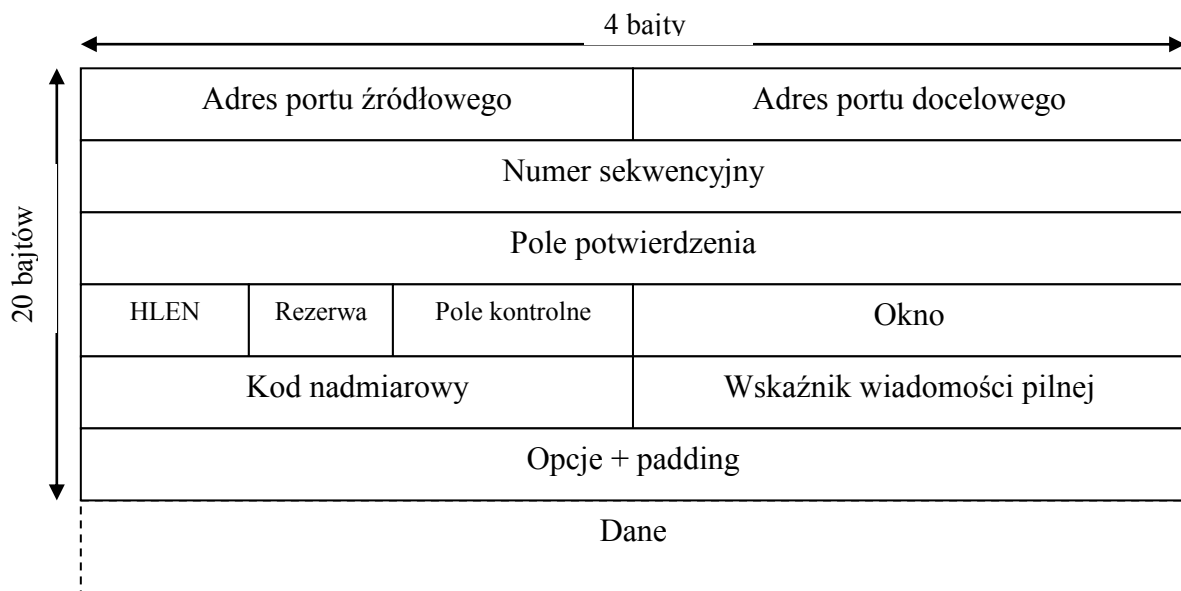 4 bajty
Adres portu źródłowego
Adres portu docelowego
Numer sekwencyjny
20 bajtów
Pole potwierdzenia
HLEN
Rezerwa
Pole kontrolne
Okno
Kod nadmiarowy
Wskaźnik wiadomości pilnej
Opcje + padding
Dane